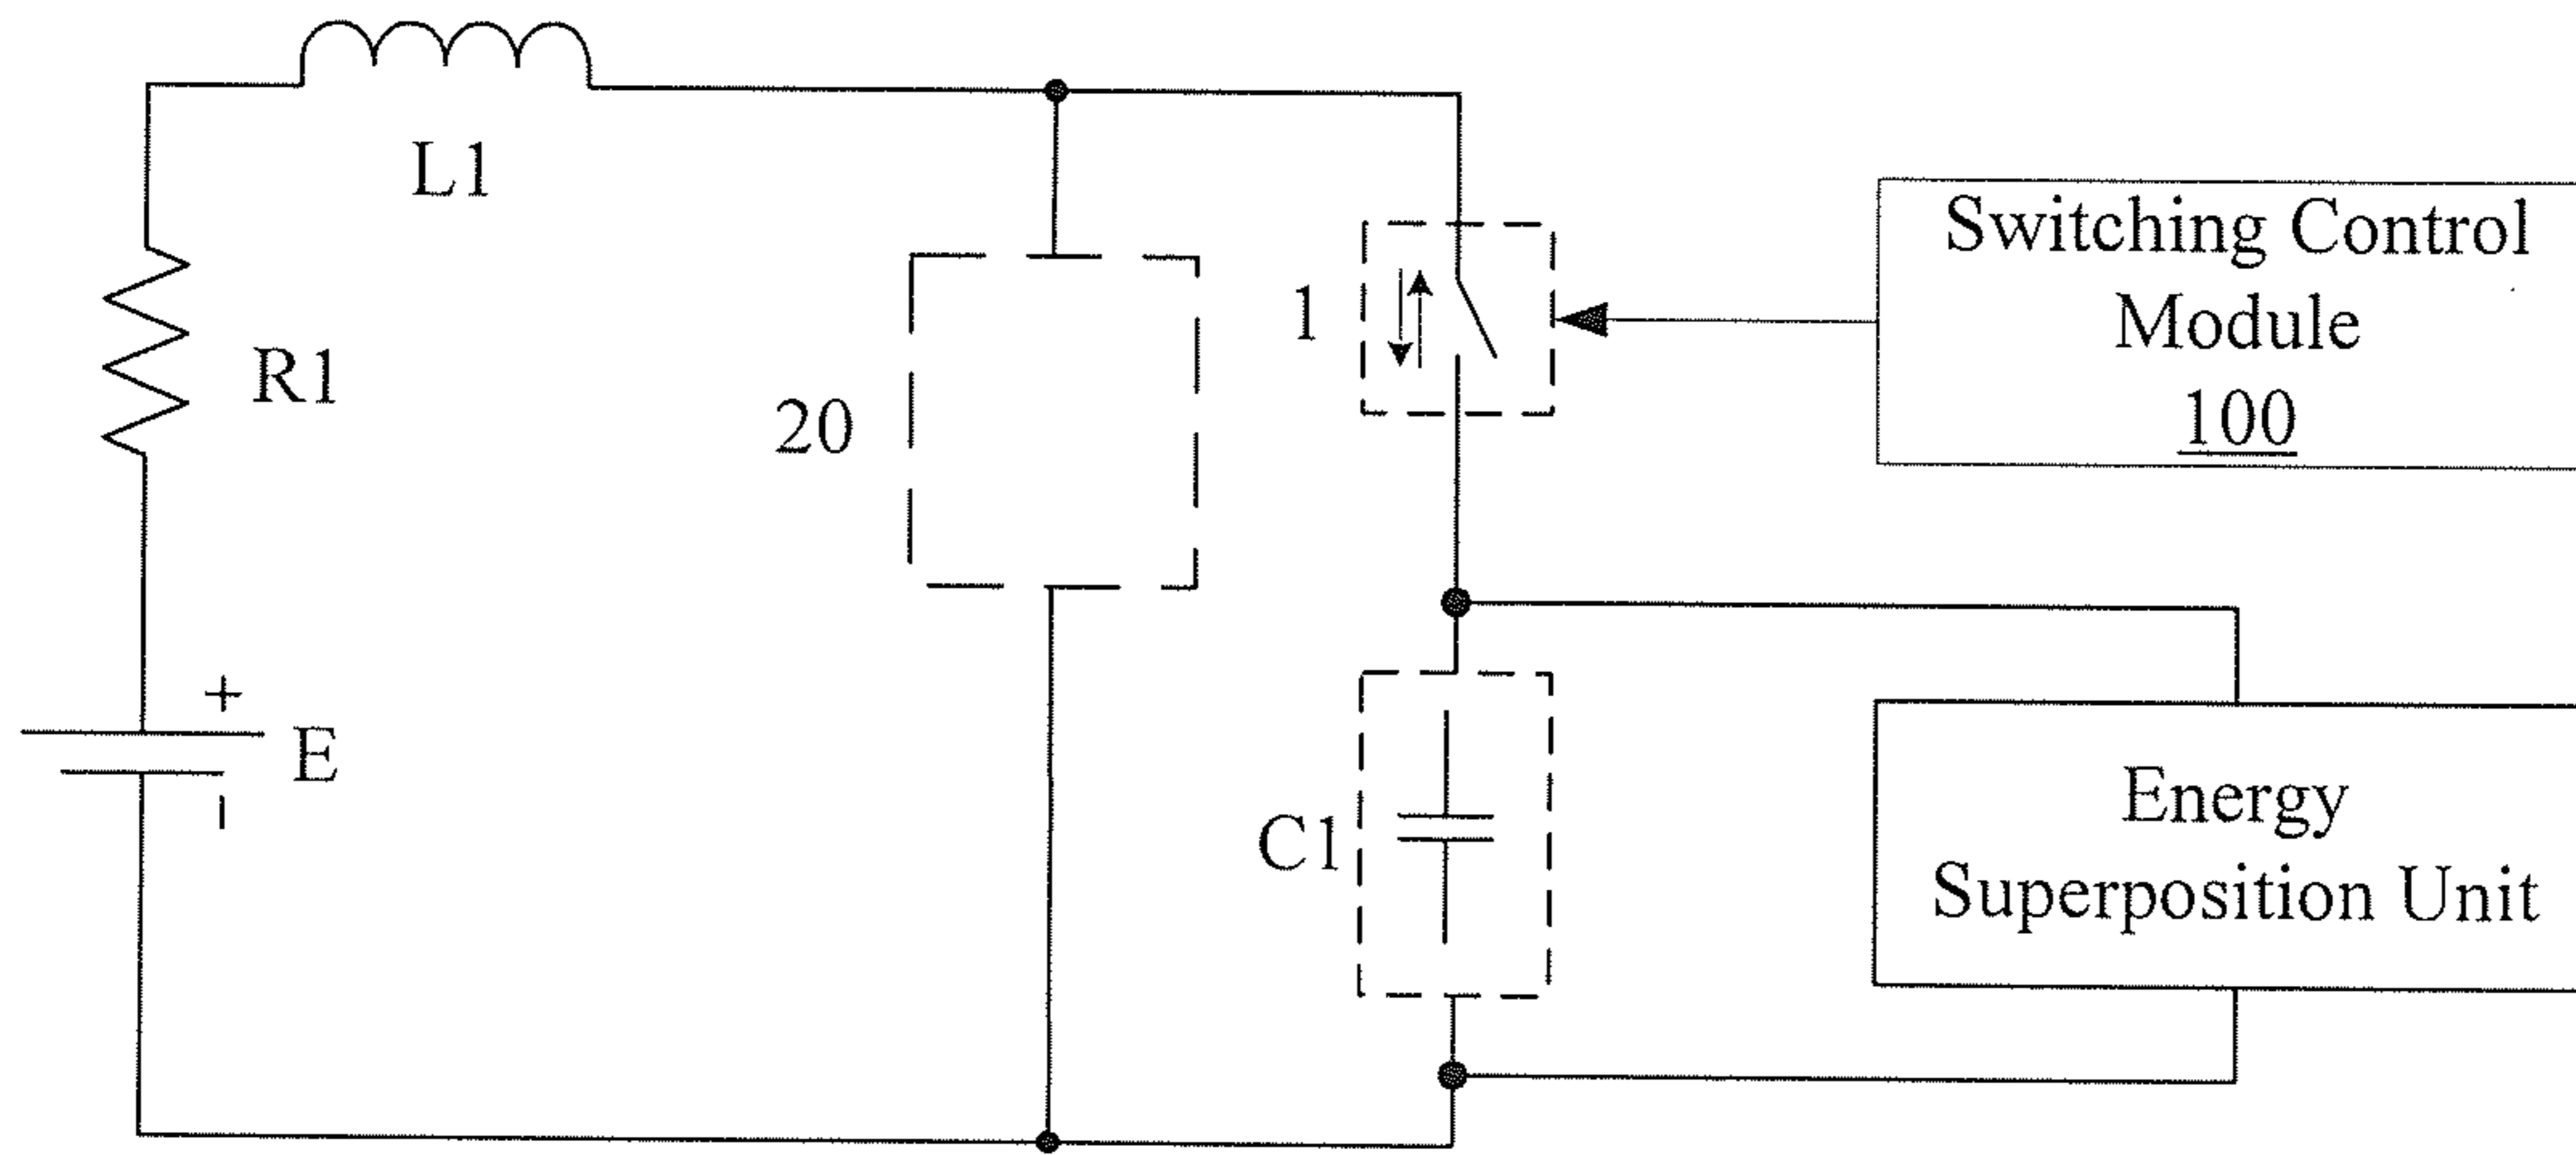 L1
R1
20
1
Switching Control
Module
100
+
E
-
C1
Energy
Superposition Unit